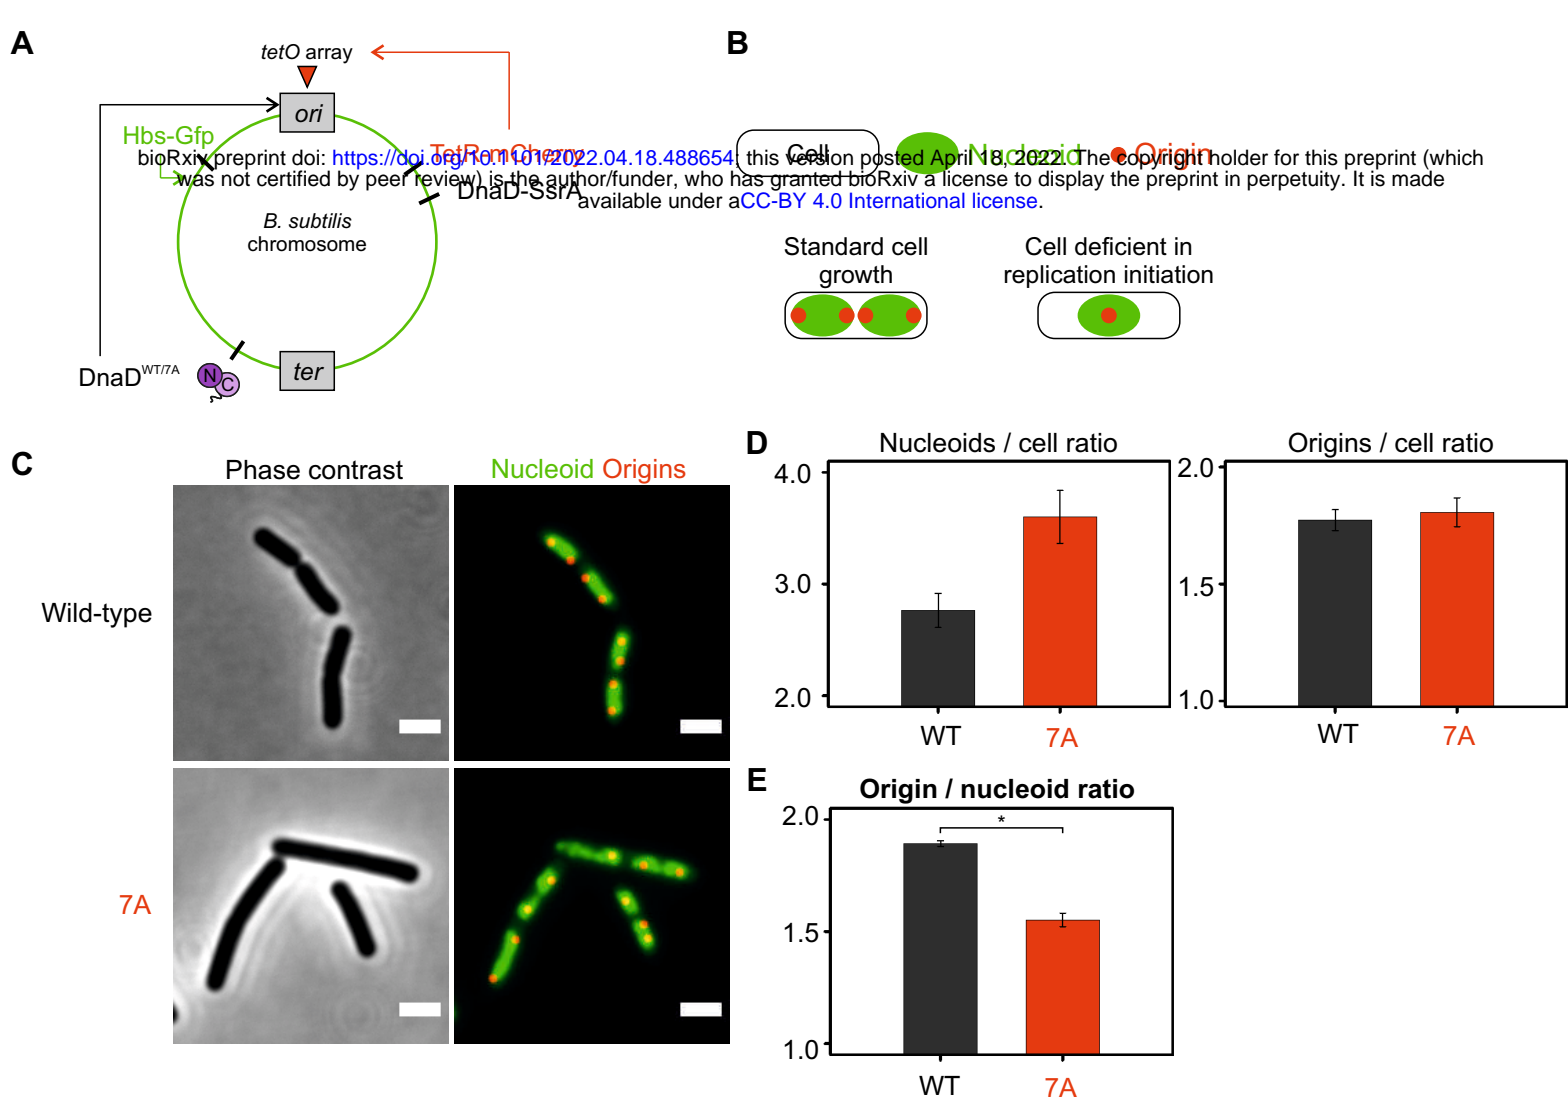 A
tetO array
ori
Hbs-Gfp
TetR-mCherry
DnaD-SsrA
B. subtilis
chromosome
ter
DnaD^WT/7A
N
C
B
Cell
Nucleoid
Origin
bioRxiv preprint doi: https://doi.org/10.1101/2022.04.18.488654; this version posted April 18, 2022. The copyright holder for this preprint (which
was not certified by peer review) is the author/funder, who has granted bioRxiv a license to display the preprint in perpetuity. It is made
available under aCC-BY 4.0 International license.
Standard cell
growth
Cell deficient in
replication initiation
C
Phase contrast
Nucleoid Origins
Wild-type
7A
D
Nucleoids / cell ratio
4.0
3.0
2.0
WT
7A
Origins / cell ratio
2.0
1.5
1.0
WT
7A
E
Origin / nucleoid ratio
2.0
*
1.5
1.0
WT
7A